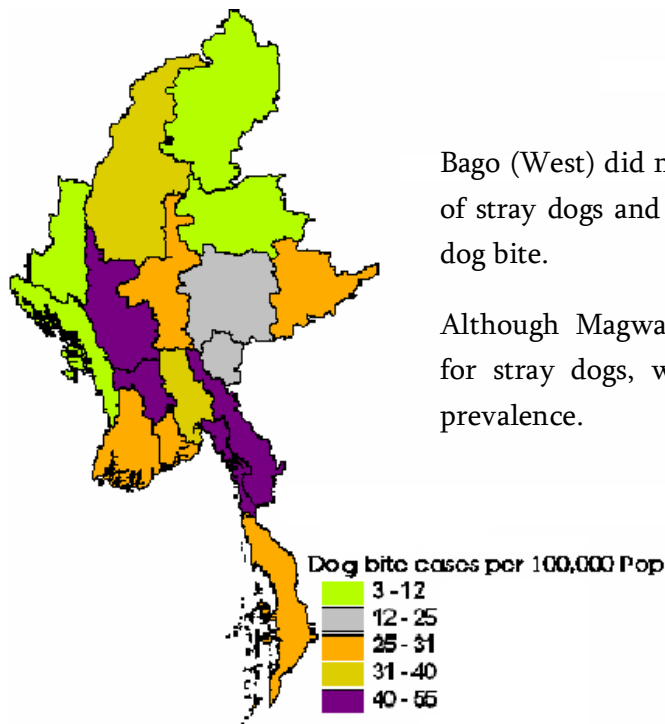 Bago (West) did
of stray dogs and
dog bite.
Although Magwa
for stray dogs, w
prevalence.
Dog bite cases per 100,000 Pop
3 - 12
12 - 25
25 - 31
31 - 40
40 - 55